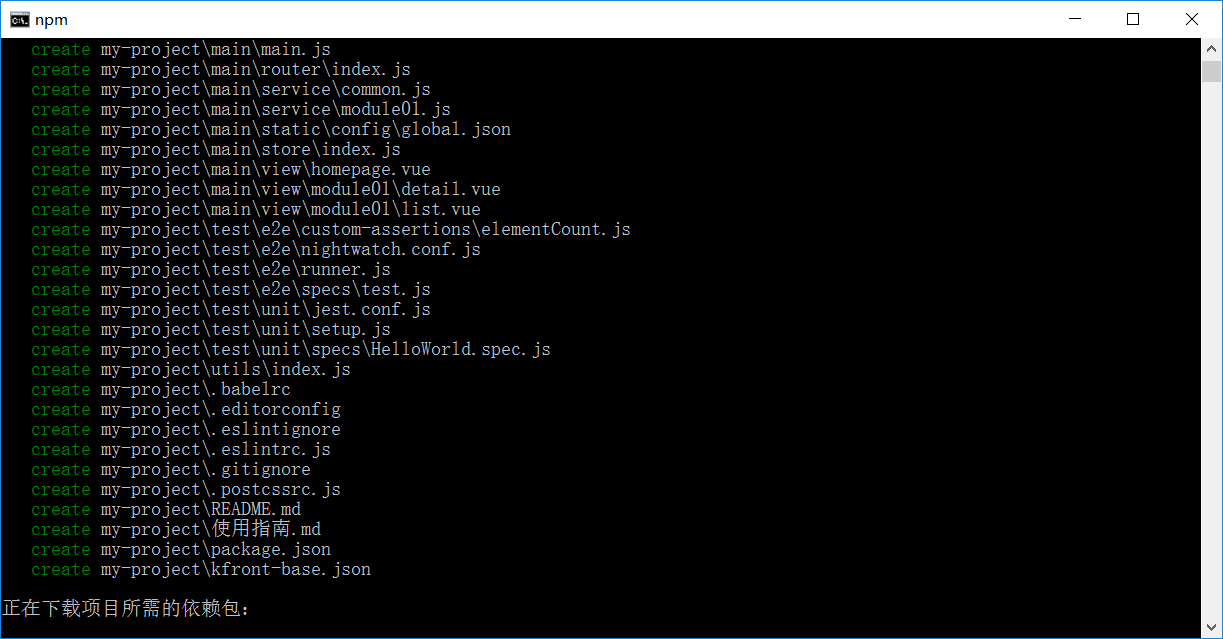 npm
create my-project\main\main.js
create my-project\main\router\index.js
create my-project\main\service\common.js
create my-project\main\service\module01.js
create my-project\main\static\config\global.json
create my-project\main\store\index.js
create my-project\main\view\homepage.vue
create my-project\main\view\module01\detail.vue
create my-project\main\view\module01\list.vue
create my-project\test\e2e\custom-assertions\elementCount.js
create my-project\test\e2e\nightwatch.conf.js
create my-project\test\e2e\runner.js
create my-project\test\e2e\specs\test.js
create my-project\test\unit\jest.conf.js
create my-project\test\unit\setup.js
create my-project\test\unit\specs\HelloWorld.spec.js
create my-project\utils\index.js
create my-project\.babelrc
create my-project\.editorconfig
create my-project\.eslintignore
create my-project\.eslintrc.js
create my-project\.gitignore
create my-project\.postcssrc.js
create my-project\README.md
create my-project\使用指南.md
create my-project\package.json
create my-project\kfront-base.json
正在下载项目所需的依赖包：